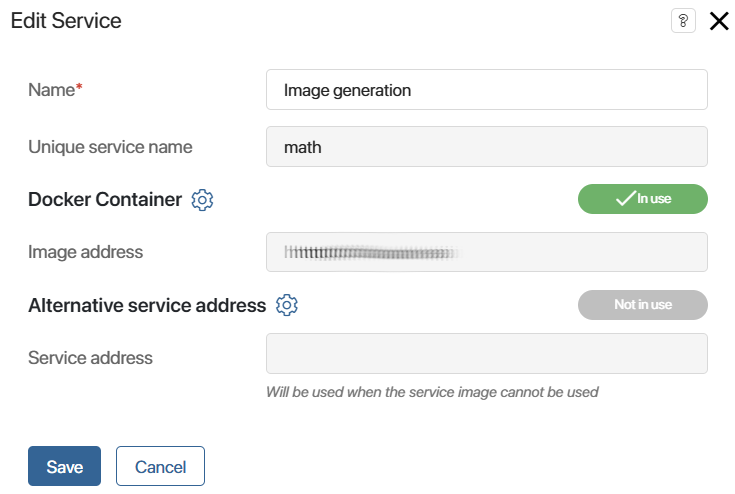 Edit Service
?
Name*
Image generation
Unique service name
math
Docker Container
In use
Image address
Alternative service address
Not in use
Service address
Will be used when the service image cannot be used
Save
Cancel